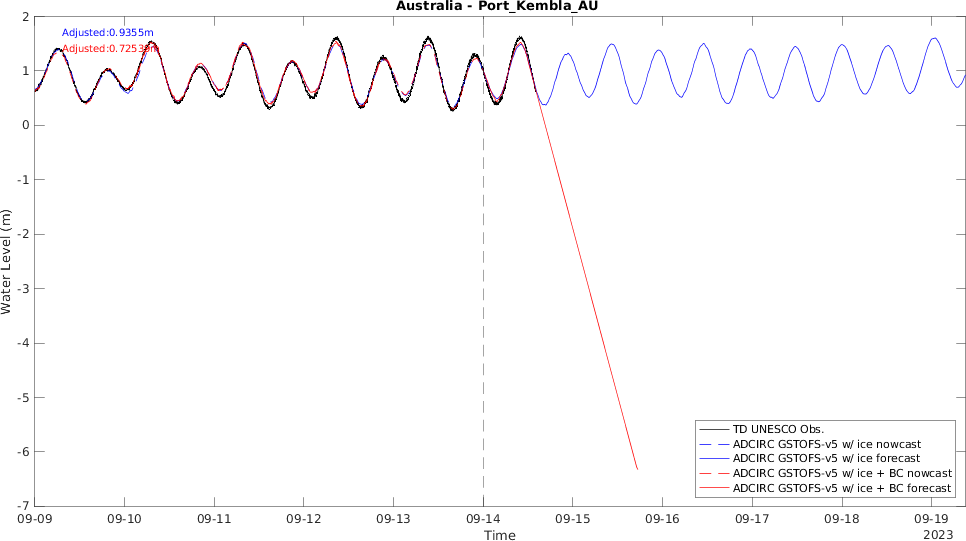 Australia - Port_Kembla_AU
Adjusted:0.9355m
Adjusted:0.72539m
2
1
0
-1
-2
-3
-4
-5
-6
-7
Water Level (m)
09-09 09-10 09-11 09-12 09-13 09-14 09-15 09-16 09-17 09-18 09-19
Time
2023
TD UNESCO Obs.
ADCIRC GSTOFS-v5 w/ ice nowcast
ADCIRC GSTOFS-v5 w/ ice forecast
ADCIRC GSTOFS-v5 w/ ice + BC nowcast
ADCIRC GSTOFS-v5 w/ ice + BC forecast